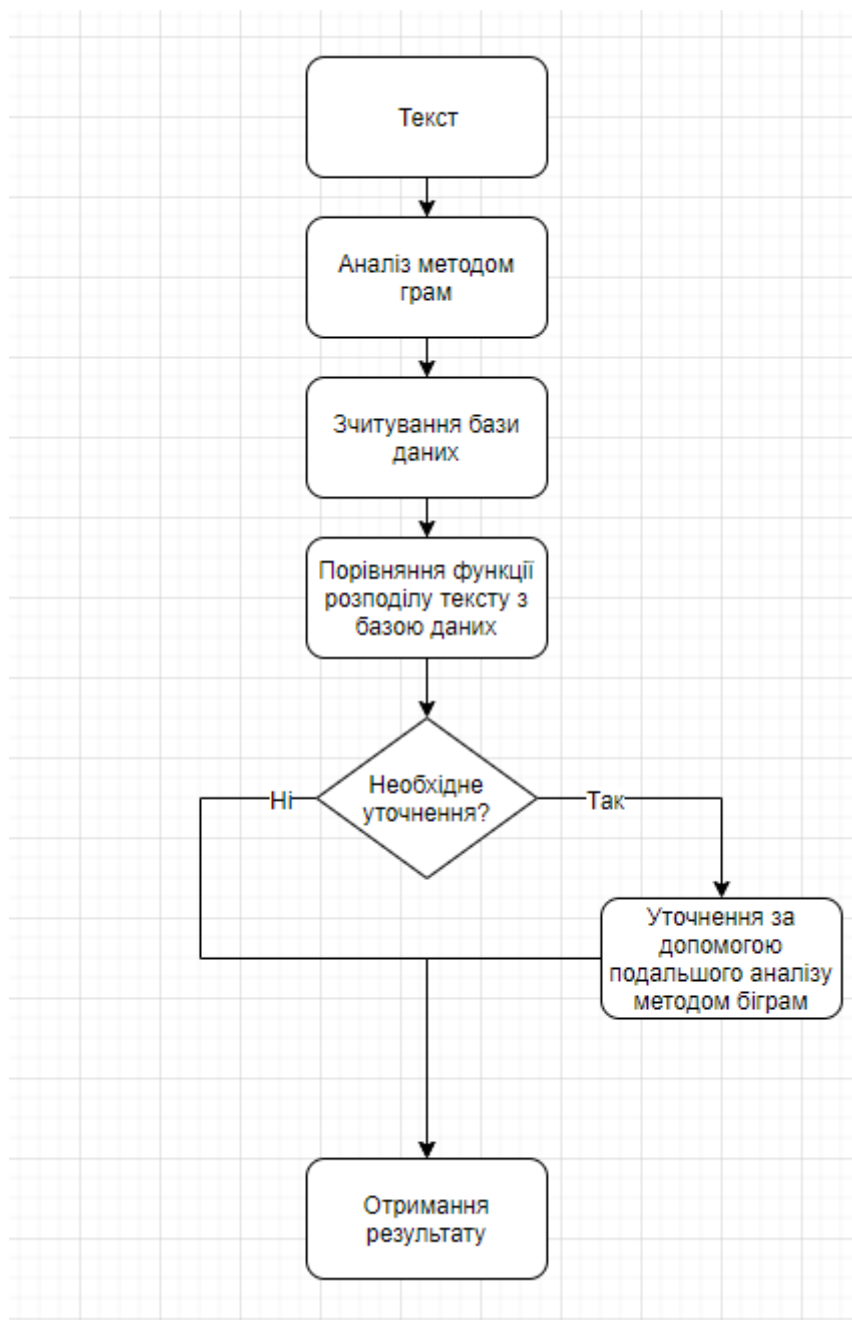 Текст
Аналіз методом
грам
Зчитування бази
даних
Порівняння функції
розподілу тексту з
базою даних
Необхідне
уточнення?
Ні
Так
Уточнення за
допомогою
подальшого аналізу
методом біграм
Отримання
результату